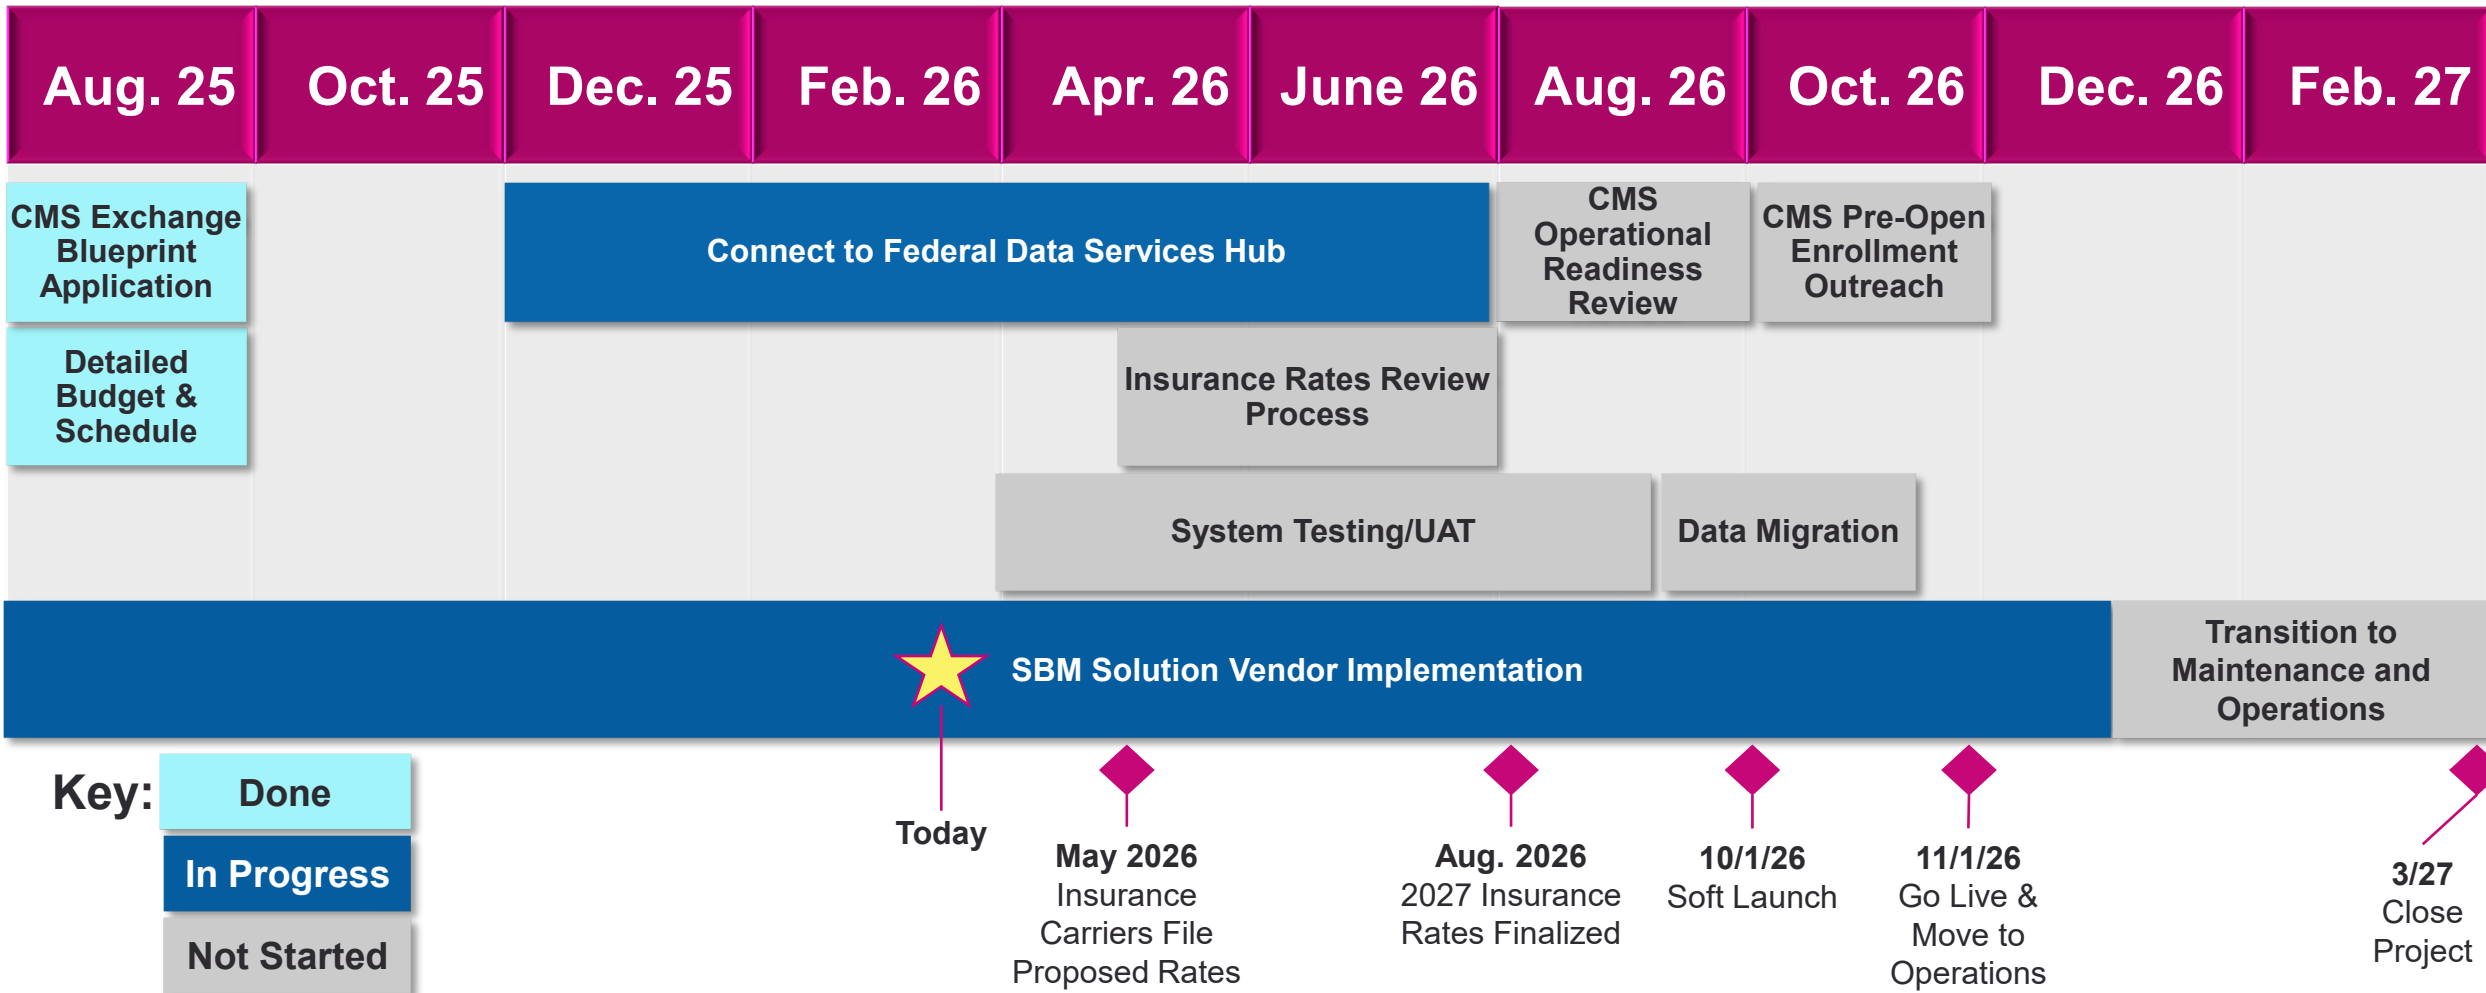 Aug. 25
Oct. 25
Dec. 25
Feb. 26
Apr. 26
June 26
Aug. 26
Oct. 26
Dec. 26
Feb. 27
CMS Exchange
Blueprint
Application
Connect to Federal Data Services Hub
CMS
Operational
Readiness
Review
CMS Pre-Open
Enrollment
Outreach
Detailed
Budget &
Schedule
Insurance Rates Review
Process
System Testing/UAT
Data Migration
SBM Solution Vendor Implementation
Transition to
Maintenance and
Operations
Key:
Done
In Progress
Not Started
Today
May 2026
Insurance
Carriers File
Proposed Rates
Aug. 2026
2027 Insurance
Rates Finalized
10/1/26
Soft Launch
11/1/26
Go Live &
Move to
Operations
3/27
Close
Project